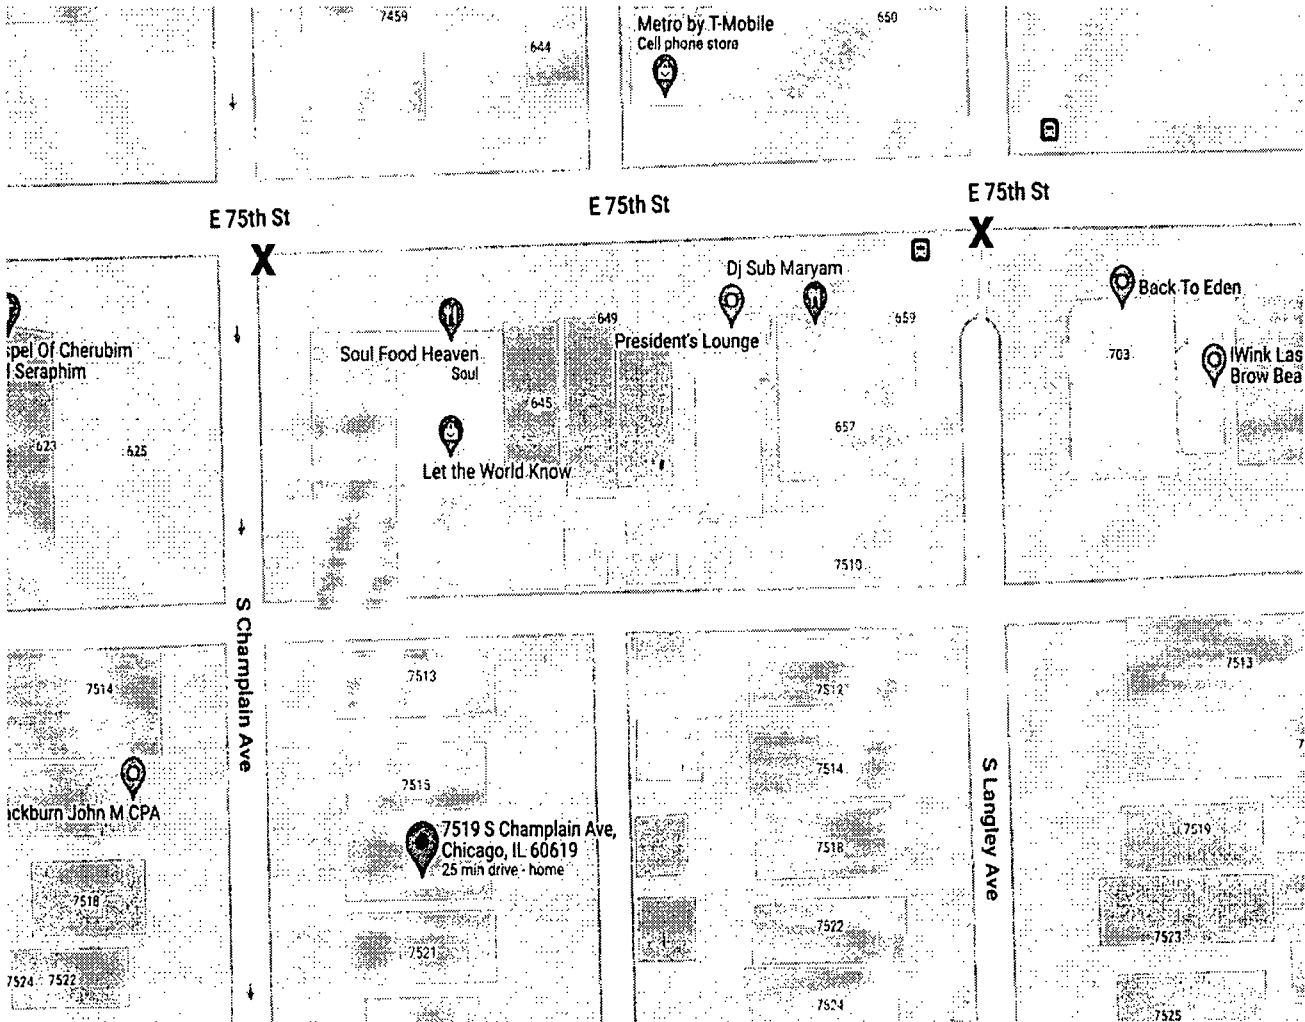 7459
644
Metro by T-Mobile
Cell phone store
650
E 75th St
E 75th St
E 75th St
X
X
Dj Sub Maryam
Back To Eden
spel Of Cherubim
Seraphim
Soul Food Heaven
Soul
649
President's Lounge
659
703
IWink Las
Brow Bea
645
657
623
625
Let the World Know
7510
S Champlain Ave
7514
7513
7512
7513
7515
7514
S Langley Ave
ackburn John M CPA
7519 S Champlain Ave,
Chicago, IL 60619
25 min drive - home
7518
7519
7518
7521
7522
7523
7524
7522
7524
7525